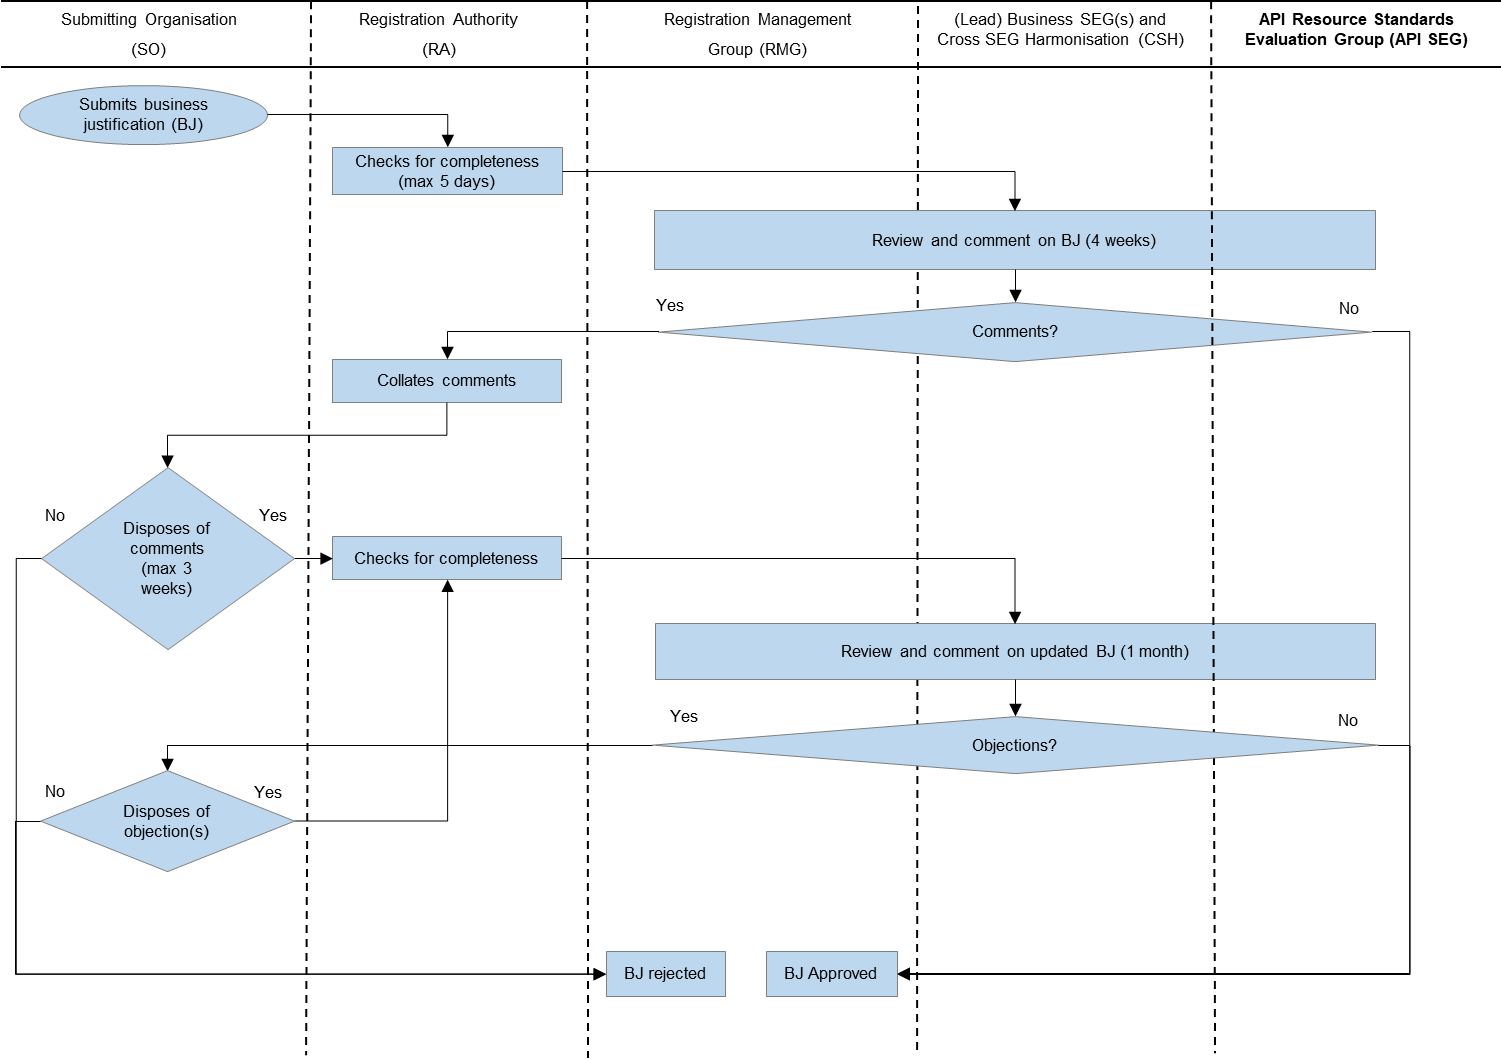 Submitting Organisation
(SO)
Registration Authority
(RA)
Registration Management
Group (RMG)
(Lead) Business SEG(s) and
Cross SEG Harmonisation (CSH)
API Resource Standards
Evaluation Group (API SEG)
Submits business
justification (BJ)
Checks for completeness
(max 5 days)
Review and comment on BJ (4 weeks)
Yes
No
Comments?
Collates comments
No
Yes
Disposes of
comments
(max 3
weeks)
Checks for completeness
Review and comment on updated BJ (1 month)
Yes
No
Objections?
No
Yes
Disposes of
objection(s)
BJ rejected
BJ Approved